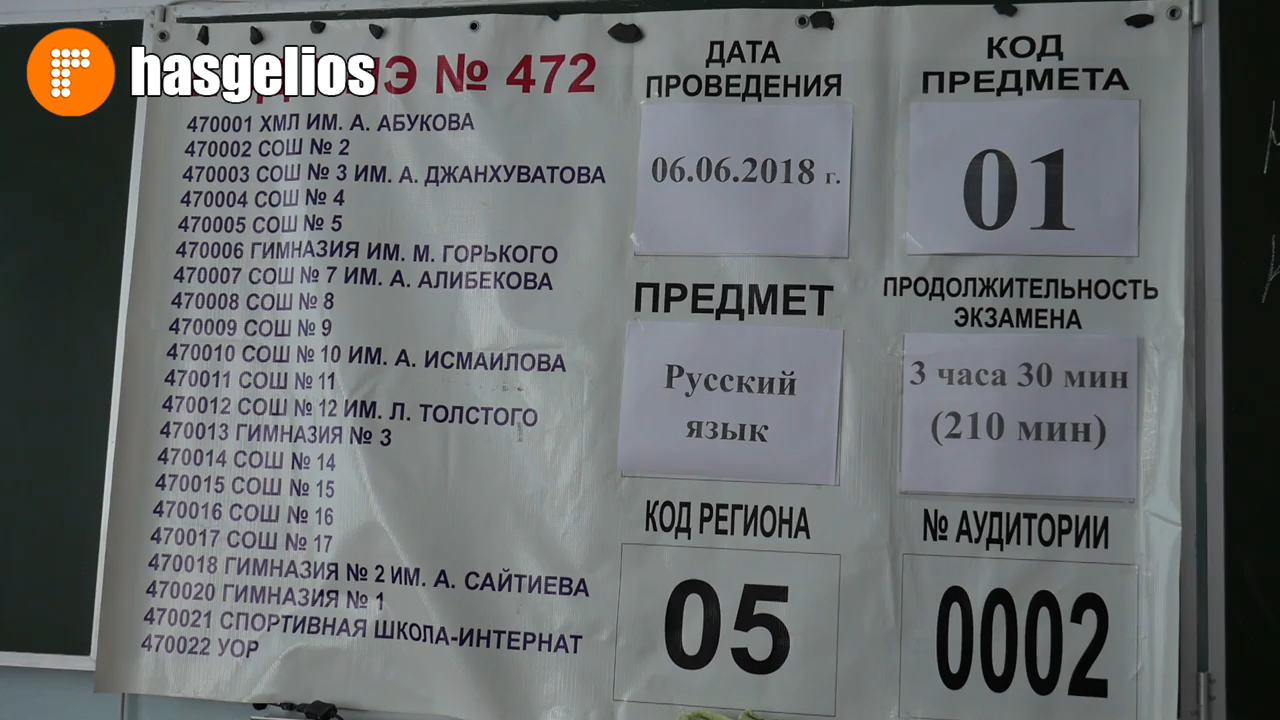 hasgelios
Э № 472
470001 ХМЛ ИМ. А. АБУКОВА
470002 СОШ № 2
470003 СОШ № 3 ИМ. А. ДЖАНХУВАТОВА
470004 СОШ № 4
470005 СОШ № 5
470006 ГИМНАЗИЯ ИМ. М. ГОРЬКОГО
470007 СОШ № 7 ИМ. А. АЛИБЕКОВА
470008 СОШ № 8
470009 СОШ № 9
470010 СОШ № 10 ИМ. А. ИСМАИЛОВА
470011 СОШ № 11
470012 СОШ № 12 ИМ. Л. ТОЛСТОГО
470013 ГИМНАЗИЯ № 3
470014 СОШ № 14
470015 СОШ № 15
470016 СОШ № 16
470017 СОШ № 17
470018 ГИМНАЗИЯ № 2 ИМ. А. САЙТИЕВА
470020 ГИМНАЗИЯ № 1
470021 СПОРТИВНАЯ ШКОЛА-ИНТЕРНАТ
470022 УОР
ДАТА
ПРОВЕДЕНИЯ
06.06.2018 г.
КОД
ПРЕДМЕТА
01
ПРЕДМЕТ
Русский
язык
ПРОДОЛЖИТЕЛЬНОСТЬ
ЭКЗАМЕНА
3 часа 30 мин
(210 мин)
КОД РЕГИОНА
05
№ АУДИТОРИИ
0002